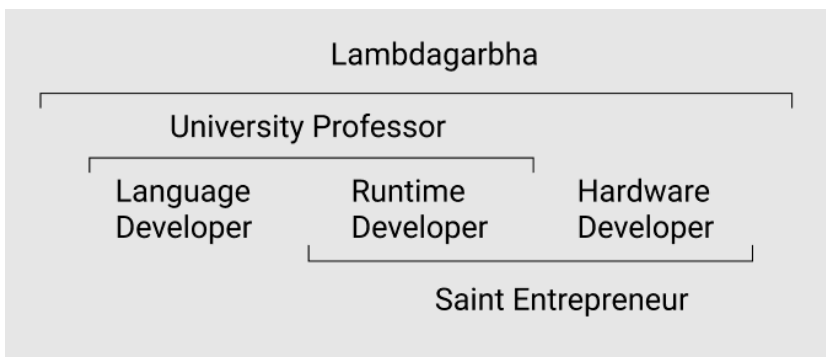 Lambdagarbha
University Professor
Language Runtime Hardware
Developer Developer Developer
Saint Entrepreneur